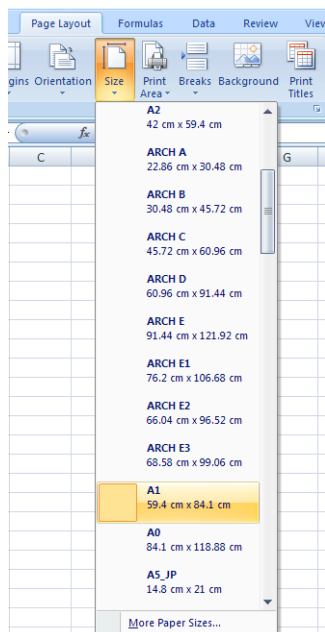 Page Layout Formulas Data Review View
gins Orientation Size Print Area Breaks Background Print Titles
fx
C G
A2
42 cm x 59.4 cm
ARCH A
22.86 cm x 30.48 cm
ARCH B
30.48 cm x 45.72 cm
ARCH C
45.72 cm x 60.96 cm
ARCH D
60.96 cm x 91.44 cm
ARCH E
91.44 cm x 121.92 cm
ARCH E1
76.2 cm x 106.68 cm
ARCH E2
66.04 cm x 96.52 cm
ARCH E3
68.58 cm x 99.06 cm
A1
59.4 cm x 84.1 cm
A0
84.1 cm x 118.88 cm
A5_JP
14.8 cm x 21 cm
More Paper Sizes...